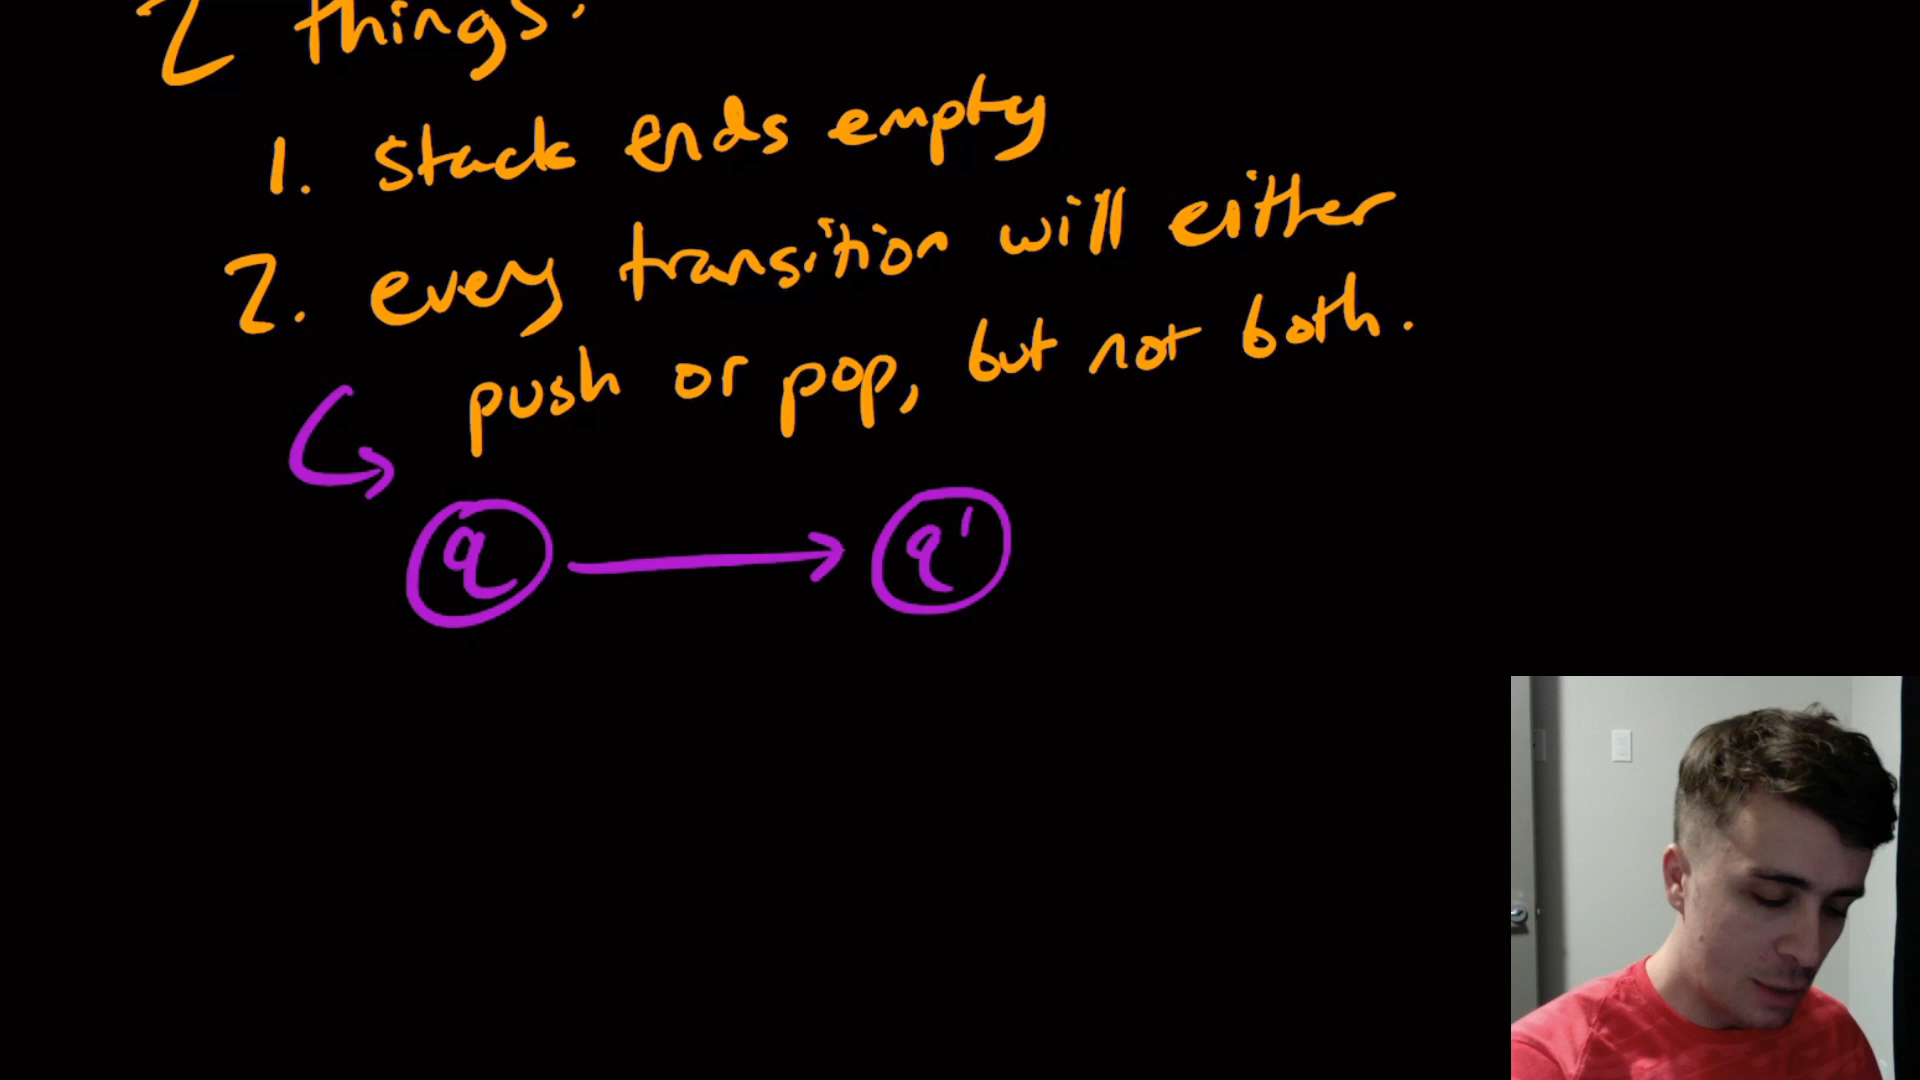 2 things:
1. Stack ends empty
2. every transition will either
push or pop, but not both.
q q'